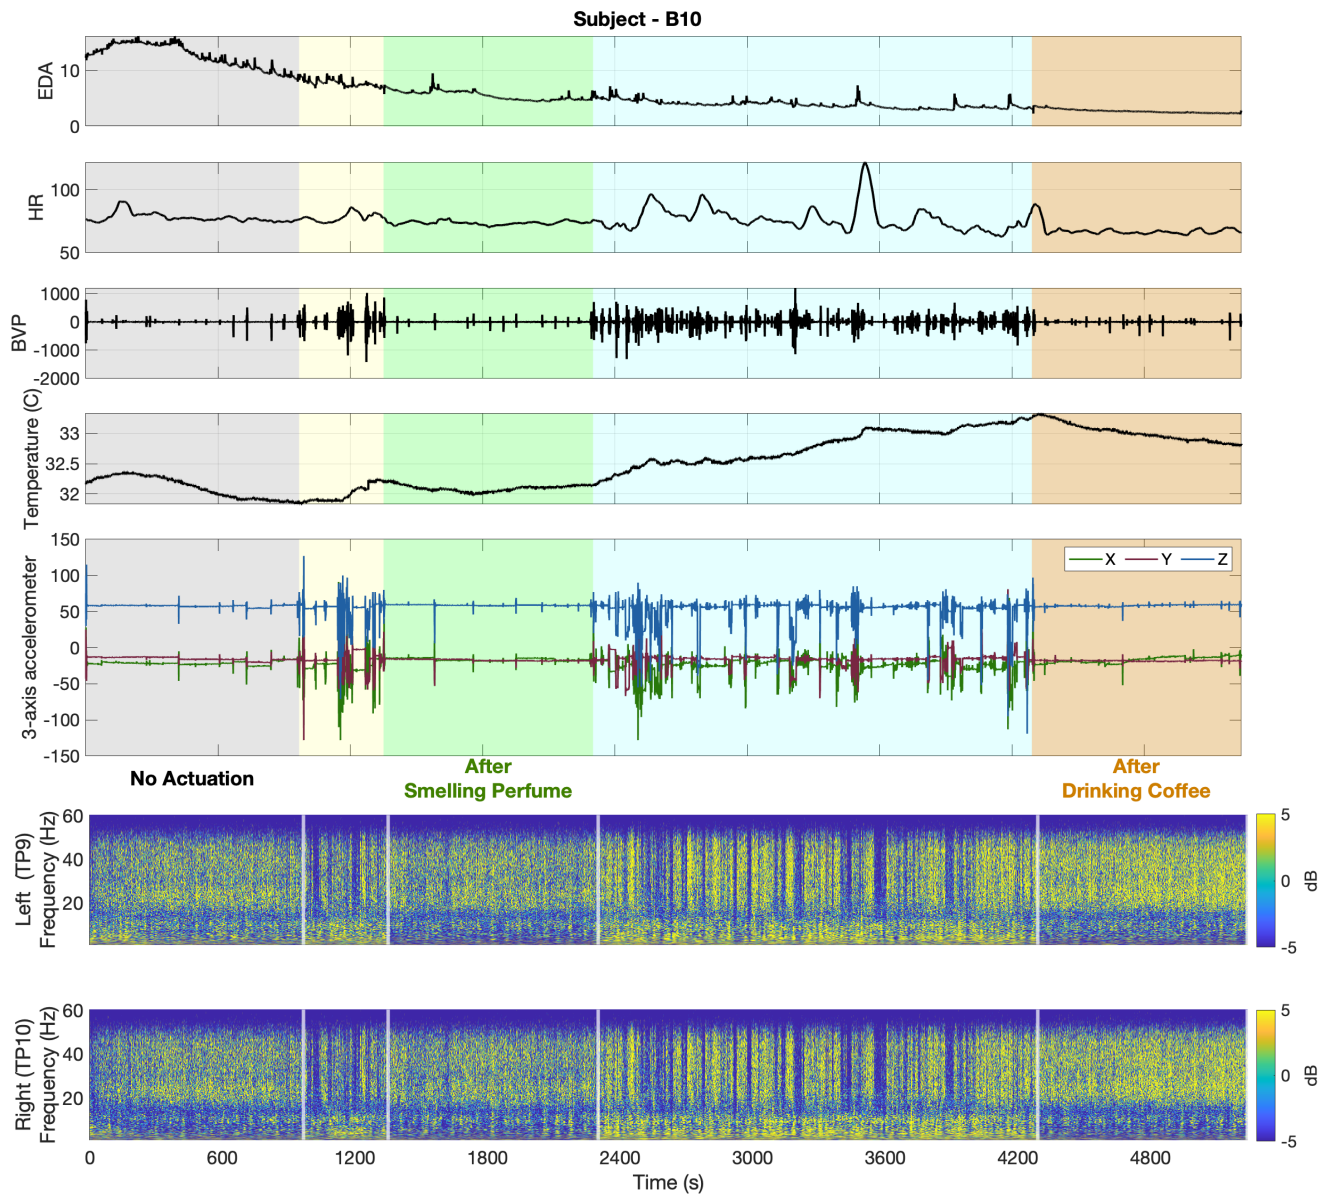 Subject - B10
EDA
10
0
HR
100
50
BVP
1000
0
-1000
-2000
Temperature (C)
33
32.5
32
3-axis accelerometer
150
100
50
0
-50
-100
-150
X Y Z
No Actuation
After
Smelling Perfume
After
Drinking Coffee
Left (TP9)
Frequency (Hz)
60
40
20
5
0
-5
dB
Right (TP10)
Frequency (Hz)
60
40
20
5
0
-5
dB
0 600 1200 1800 2400 3000 3600 4200 4800
Time (s)